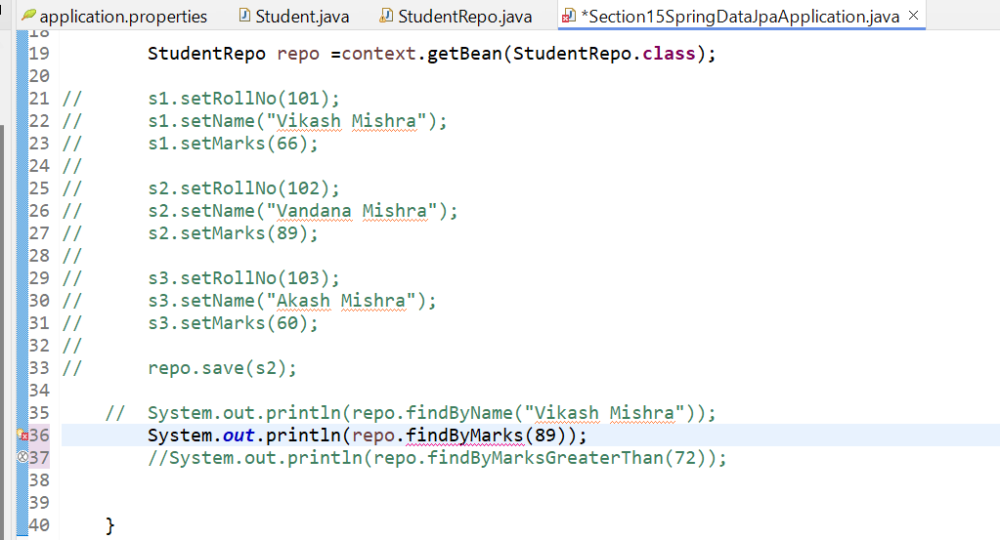 application.properties Student.java StudentRepo.java *Section15SpringDataJpaApplication.java
18
19 StudentRepo repo =context.getBean(StudentRepo.class);
20
21 // s1.setRollNo(101);
22 // s1.setName("Vikash Mishra");
23 // s1.setMarks(66);
24 //
25 // s2.setRollNo(102);
26 // s2.setName("Vandana Mishra");
27 // s2.setMarks(89);
28 //
29 // s3.setRollNo(103);
30 // s3.setName("Akash Mishra");
31 // s3.setMarks(60);
32 //
33 // repo.save(s2);
34
35 // System.out.println(repo.findByName("Vikash Mishra"));
36 System.out.println(repo.findByMarks(89));
37 //System.out.println(repo.findByMarksGreaterThan(72));
38
39
40 }